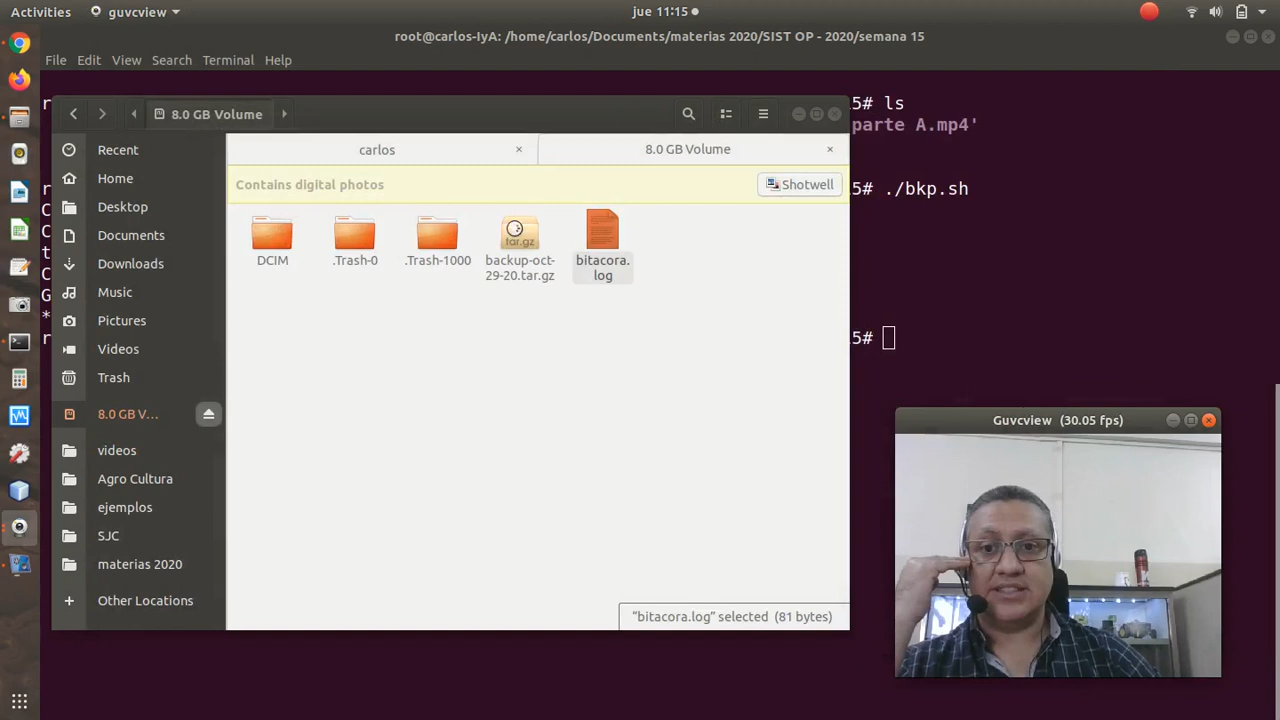 Activities
guvcview
jue 11:15
root@carlos-IyA: /home/carlos/Documents/materias 2020/SIST OP - 2020/semana 15
File Edit View Search Terminal Help
r
5# ls
parte A.mp4'
r
5# ./bkp.sh
C
C
t
C
G
*
r
5#
8.0 GB Volume
carlos
8.0 GB Volume
Contains digital photos
Shotwell
Recent
Home
Desktop
Documents
Downloads
Music
Pictures
Videos
Trash
8.0 GB V…
videos
Agro Cultura
ejemplos
SJC
materias 2020
Other Locations
DCIM
.Trash-0
.Trash-1000
tar.gz
backup-oct-
29-20.tar.gz
bitacora.
log
"bitacora.log" selected (81 bytes)
Guvcview (30.05 fps)